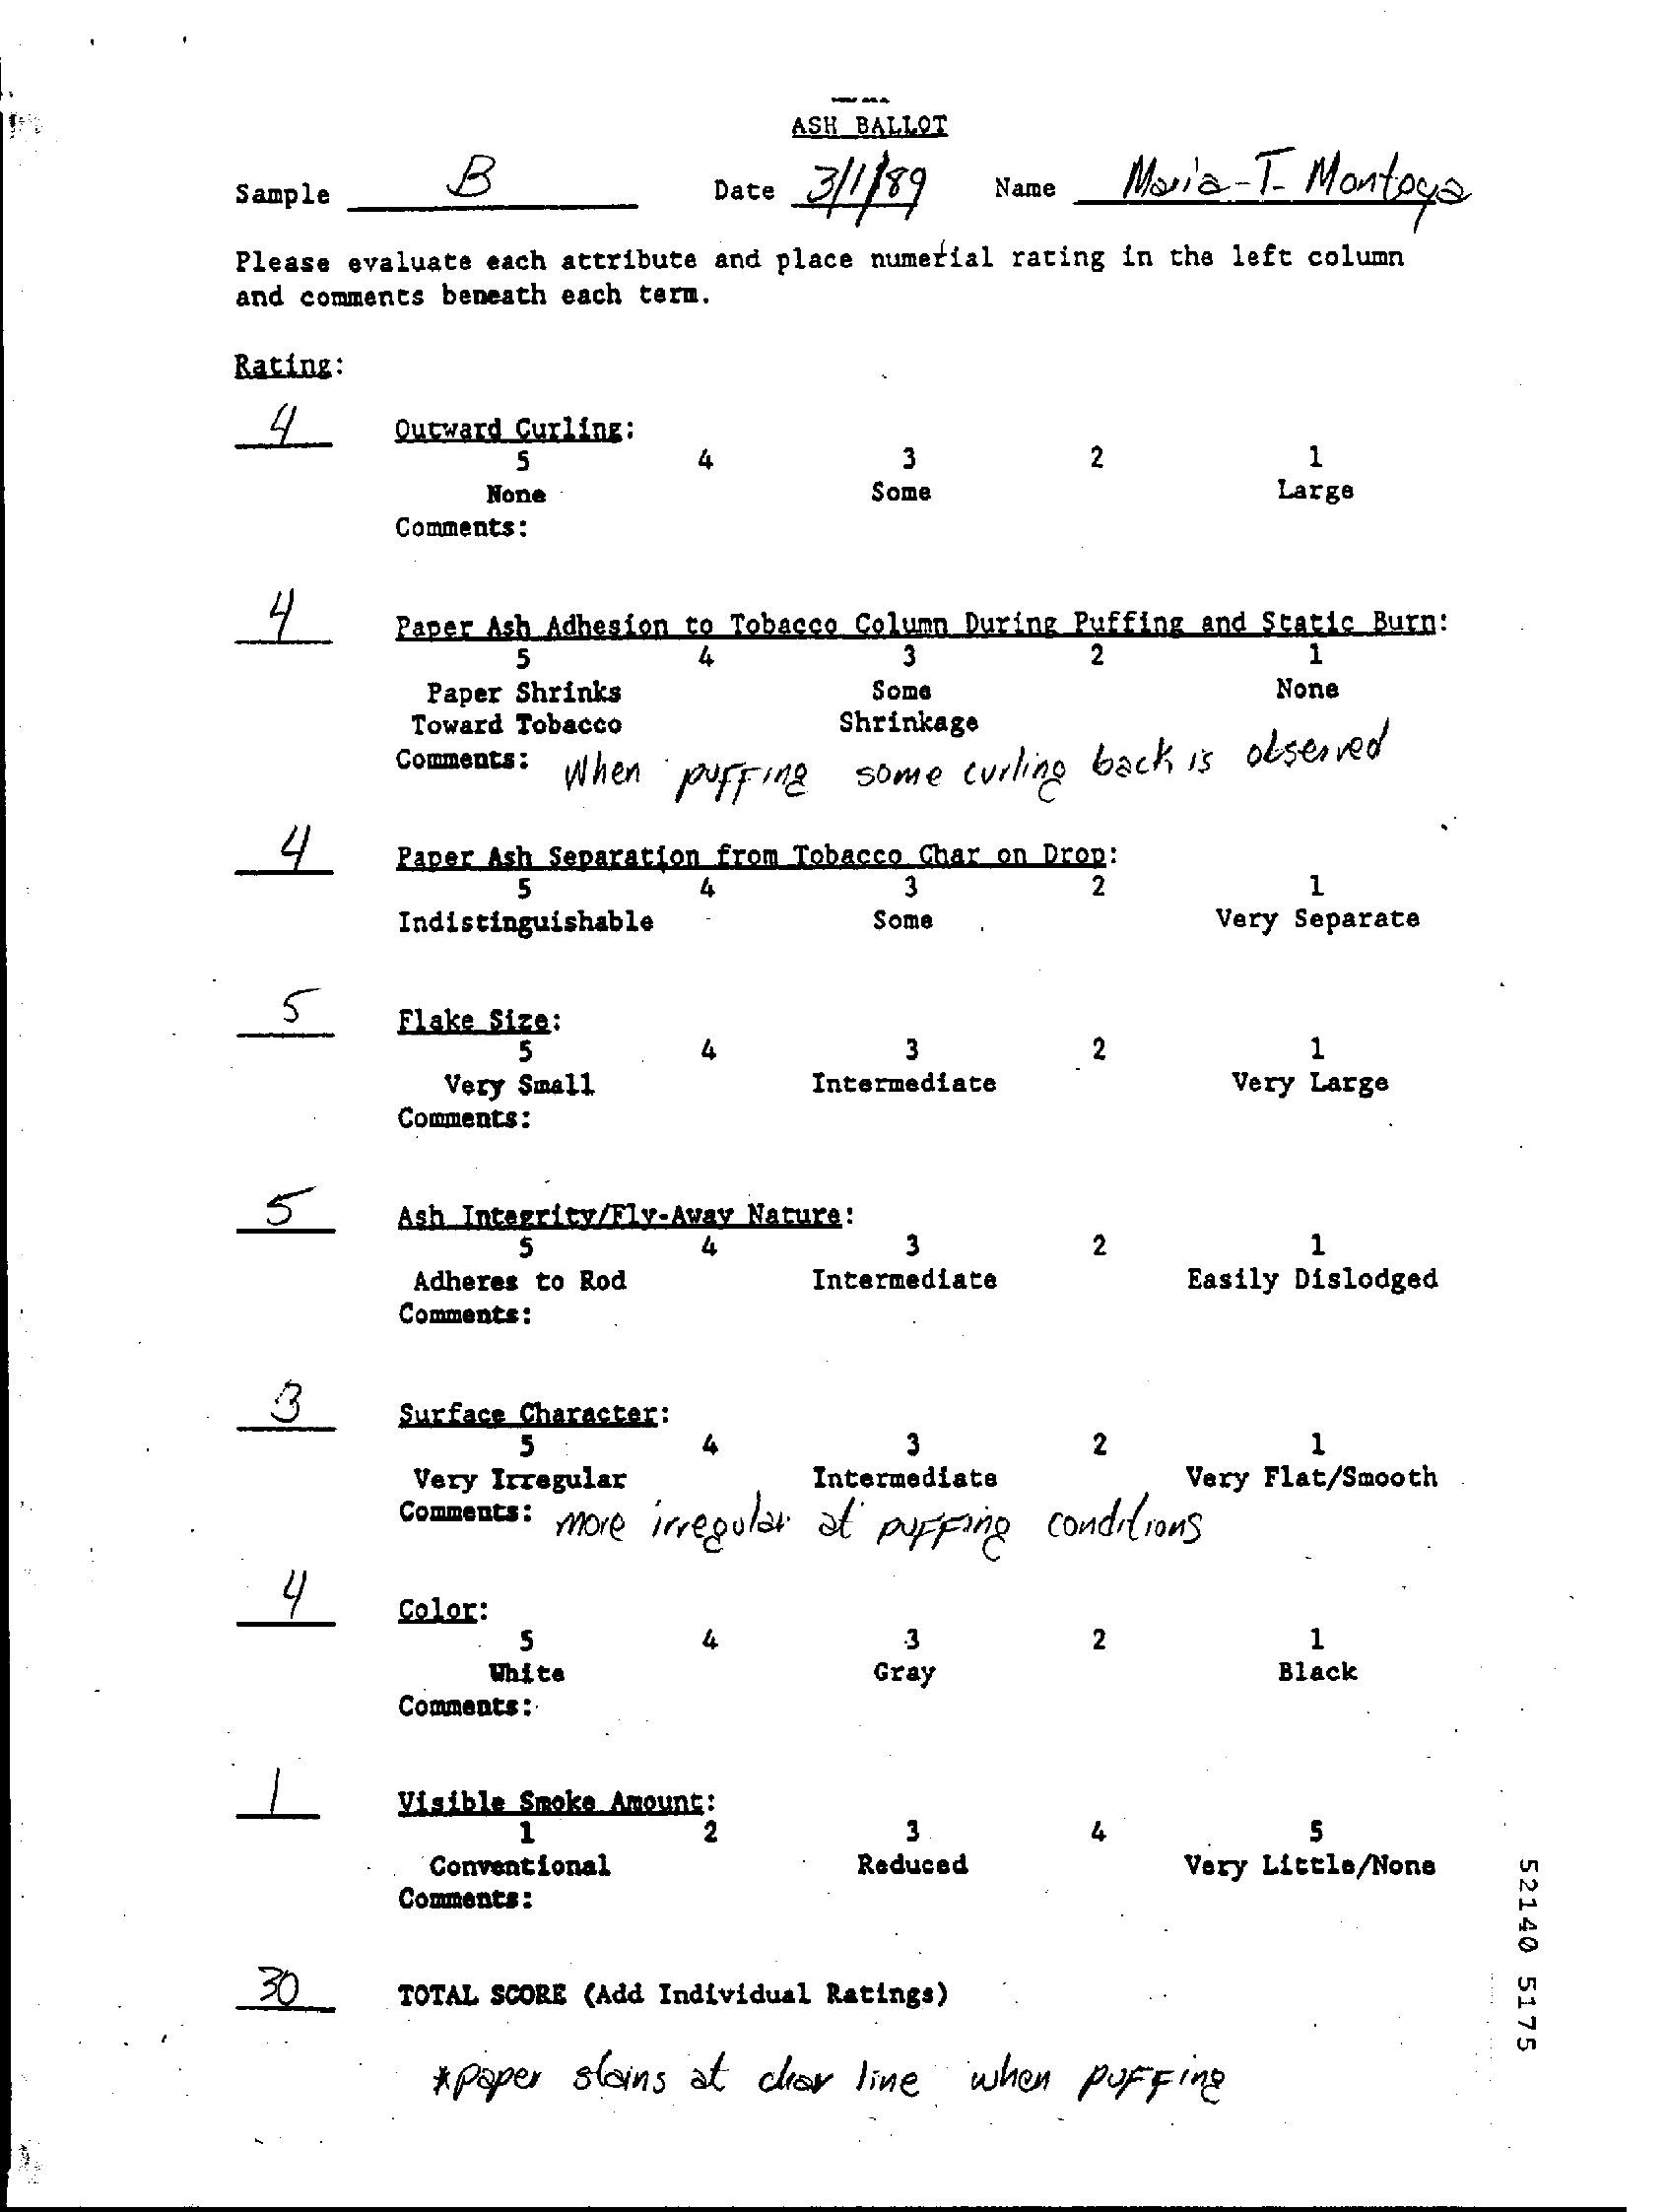 ASH BALLOT
Sample B Date 3/1/89 Name Maria-T- Montoya
Please evaluate each attribute and place numerial rating in the left column
and comments beneath each term.
Rating:
4 Outward Curling:
5 4 3 2 1
None Some Large
Comments:
4 Paper Ash Adhesion to Tobacco Column During Puffing and Static Burn:
5 4 3 2 1
Paper Shrinks Some None
Toward Tobacco Shrinkage
Comments: When puffing some curling back is observed
4 Paper Ash Separation from Tobacco Char on Drop:
5 4 3 2 1
Indistinguishable Some Very Separate
5 Flake Size:
5 4 3 2 1
Very Small Intermediate Very Large
Comments:
5 Ash Integrity/Fly-Away Nature:
5 4 3 2 1
Adheres to Rod Intermediate Easily Dislodged
Comments:
3 Surface Character:
5 4 3 2 1
Very Irregular Intermediate Very Flat/Smooth
Comments: more irregular at puffing conditions
4 Color:
5 4 3 2 1
White Gray Black
Comments:
1 Visible Smoke Amount:
1 2 3 4 5
Conventional Reduced Very Little/None
Comments:
30 TOTAL SCORE (Add Individual Ratings)
*paper stains at char line when puffing
52140 5175